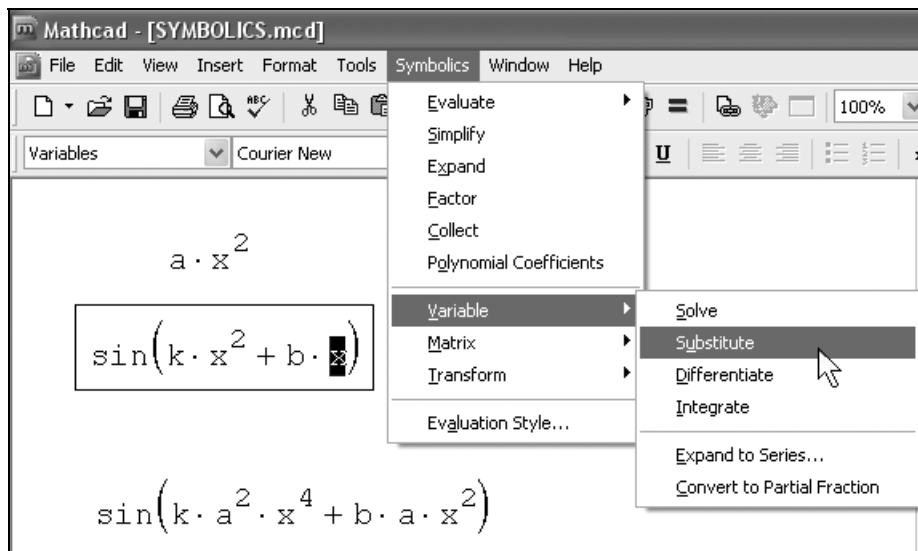 Mathcad - [SYMBOLICS.mcd]
File Edit View Insert Format Tools Symbolics Window Help
100%
Variables Courier New U
Evaluate
Simplify
Expand
Factor
Collect
Polynomial Coefficients
Variable
Matrix
Transform
Evaluation Style...
Solve
Substitute
Differentiate
Integrate
Expand to Series...
Convert to Partial Fraction
a · x²
sin(k · x² + b · x)
sin(k · a² · x⁴ + b · a · x²)